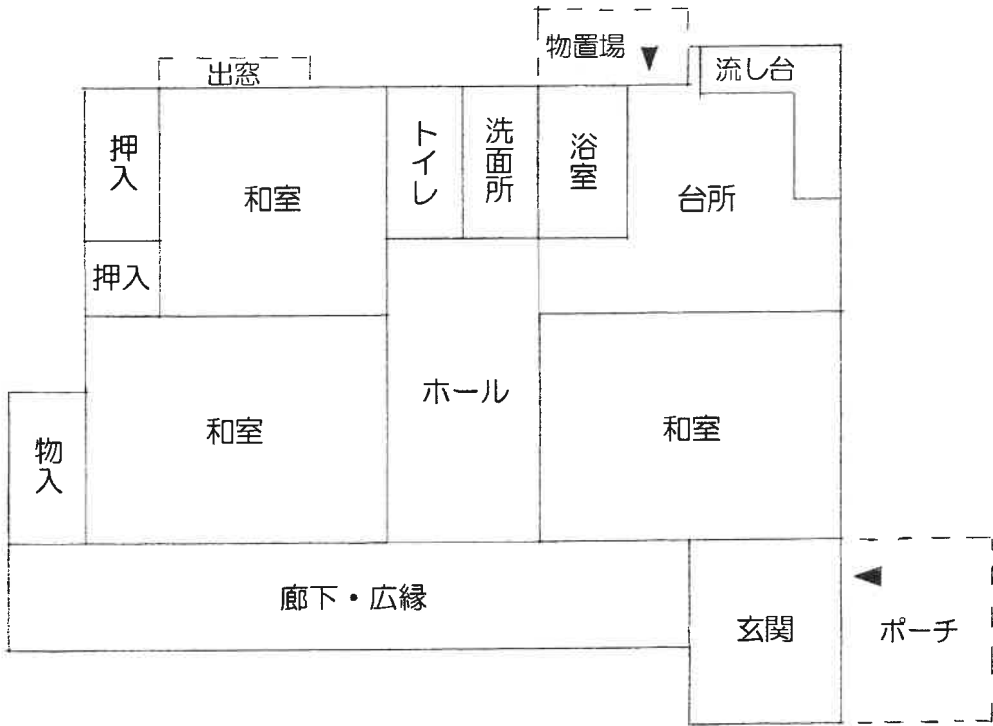 物置場
流し台
出窓
押入
和室
トイレ
洗面所
浴室
台所
押入
ホール
和室
和室
物入
廊下・広縁
玄関
ポーチ